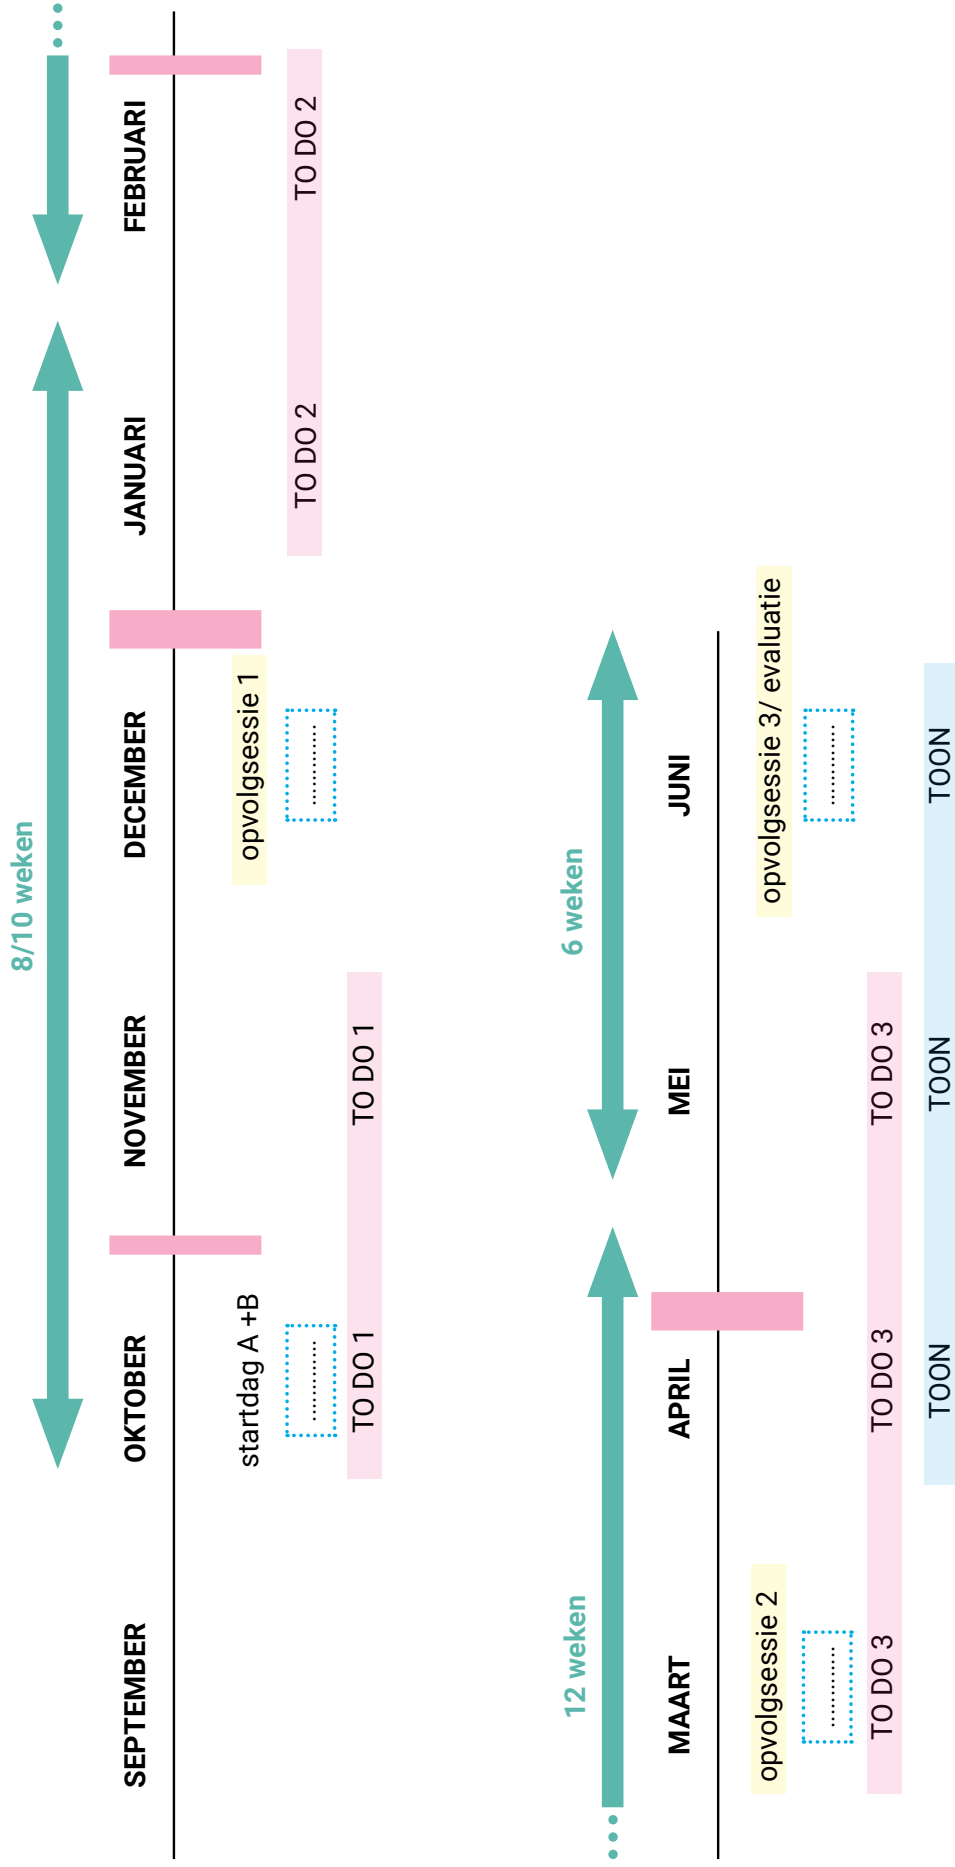 8/10 weken
SEPTEMBER
OKTOBER
NOVEMBER
DECEMBER
JANUARI
FEBRUARI
startdag A +B
opvolgsessie 1
TO DO 2
TO DO 2
TO DO 1
TO DO 1
12 weken
6 weken
MAART
APRIL
MEI
JUNI
opvolgsessie 2
opvolgsessie 3/ evaluatie
TO DO 3
TO DO 3
TO DO 3
TOON
TOON
TOON